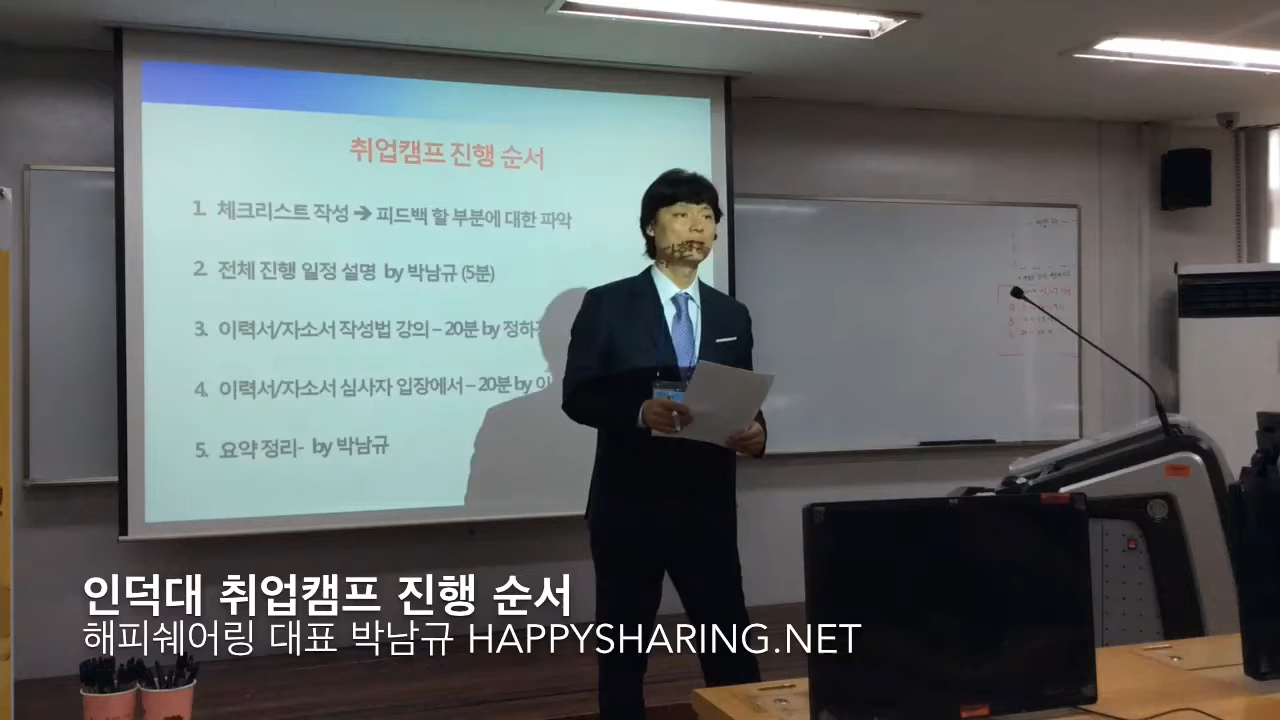 취업캠프 진행 순서
1. 체크리스트 작성 ➔ 피드백 할 부분에 대한 파악
2. 전체 진행 일정 설명 by 박남규 (5분)
3. 이력서/자소서 작성법 강의 – 20분 by 정하
4. 이력서/자소서 심사자 입장에서 – 20분 by 이
5. 요약 정리- by 박남규
인덕대 취업캠프 진행 순서
해피쉐어링 대표 박남규 HAPPYSHARING.NET